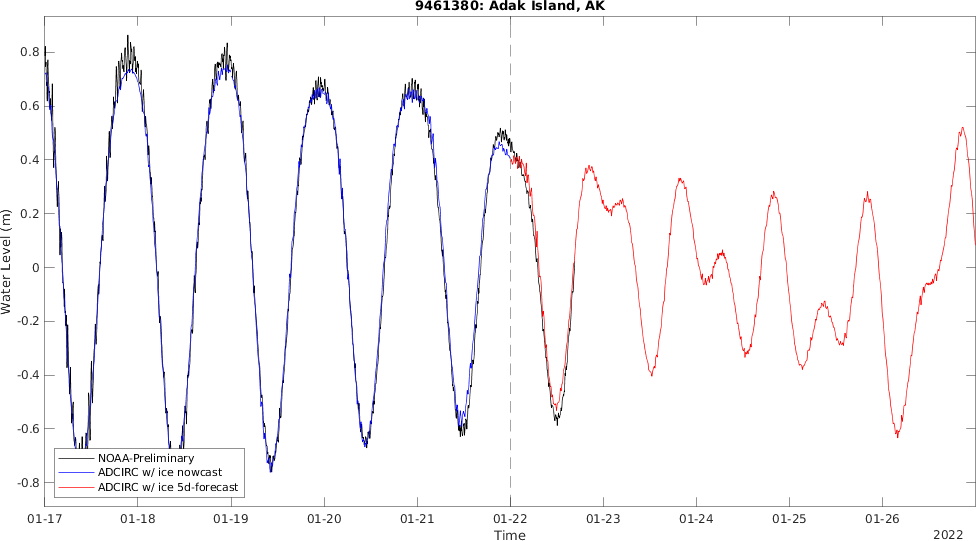 9461380: Adak Island, AK
Water Level (m)
0.8
0.6
0.4
0.2
0
-0.2
-0.4
-0.6
-0.8
NOAA-Preliminary
ADCIRC w/ ice nowcast
ADCIRC w/ ice 5d-forecast
01-17 01-18 01-19 01-20 01-21 01-22 01-23 01-24 01-25 01-26
Time
2022